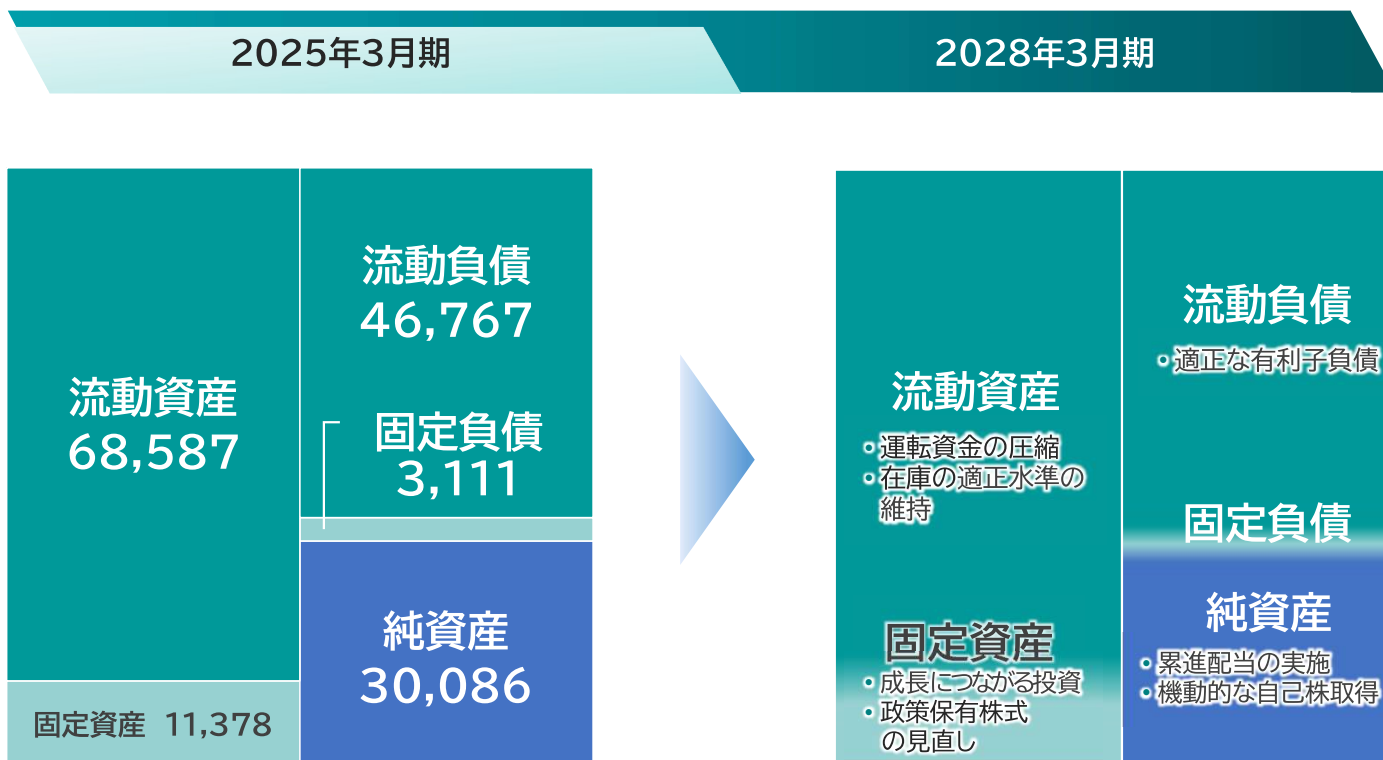 2025年3月期
2028年3月期
流動資産
68,587
固定資産 11,378
流動負債
46,767
固定負債
3,111
純資産
30,086
流動資産
・運転資金の圧縮
・在庫の適正水準の
維持
固定資産
・成長につながる投資
・政策保有株式
の見直し
流動負債
・適正な有利子負債
固定負債
純資産
・累進配当の実施
・機動的な自己株取得